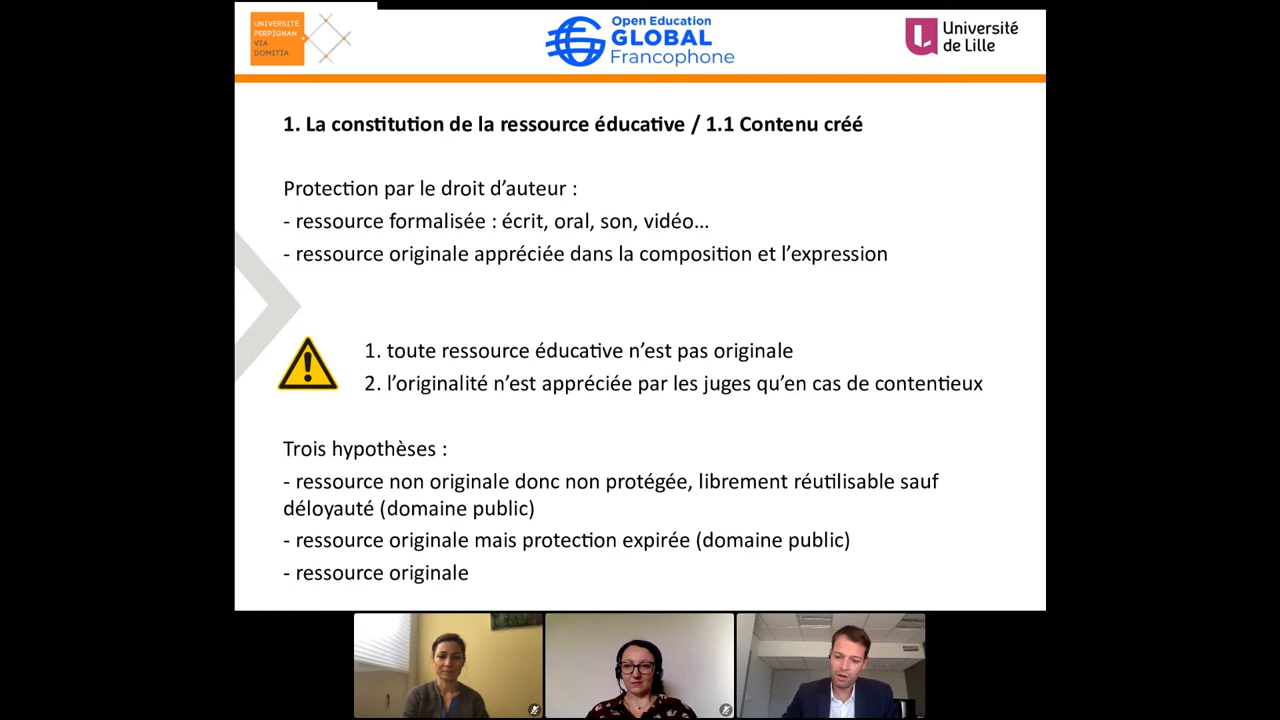 UNIVERSITÉ
PERPIGNAN
VIA
DOMITIA
Open Education
GLOBAL
Francophone
Université
de Lille
1. La constitution de la ressource éducative / 1.1 Contenu créé
Protection par le droit d’auteur :
- ressource formalisée : écrit, oral, son, vidéo…
- ressource originale appréciée dans la composition et l’expression
1. toute ressource éducative n’est pas originale
2. l’originalité n’est appréciée par les juges qu’en cas de contentieux
Trois hypothèses :
- ressource non originale donc non protégée, librement réutilisable sauf
déloyauté (domaine public)
- ressource originale mais protection expirée (domaine public)
- ressource originale